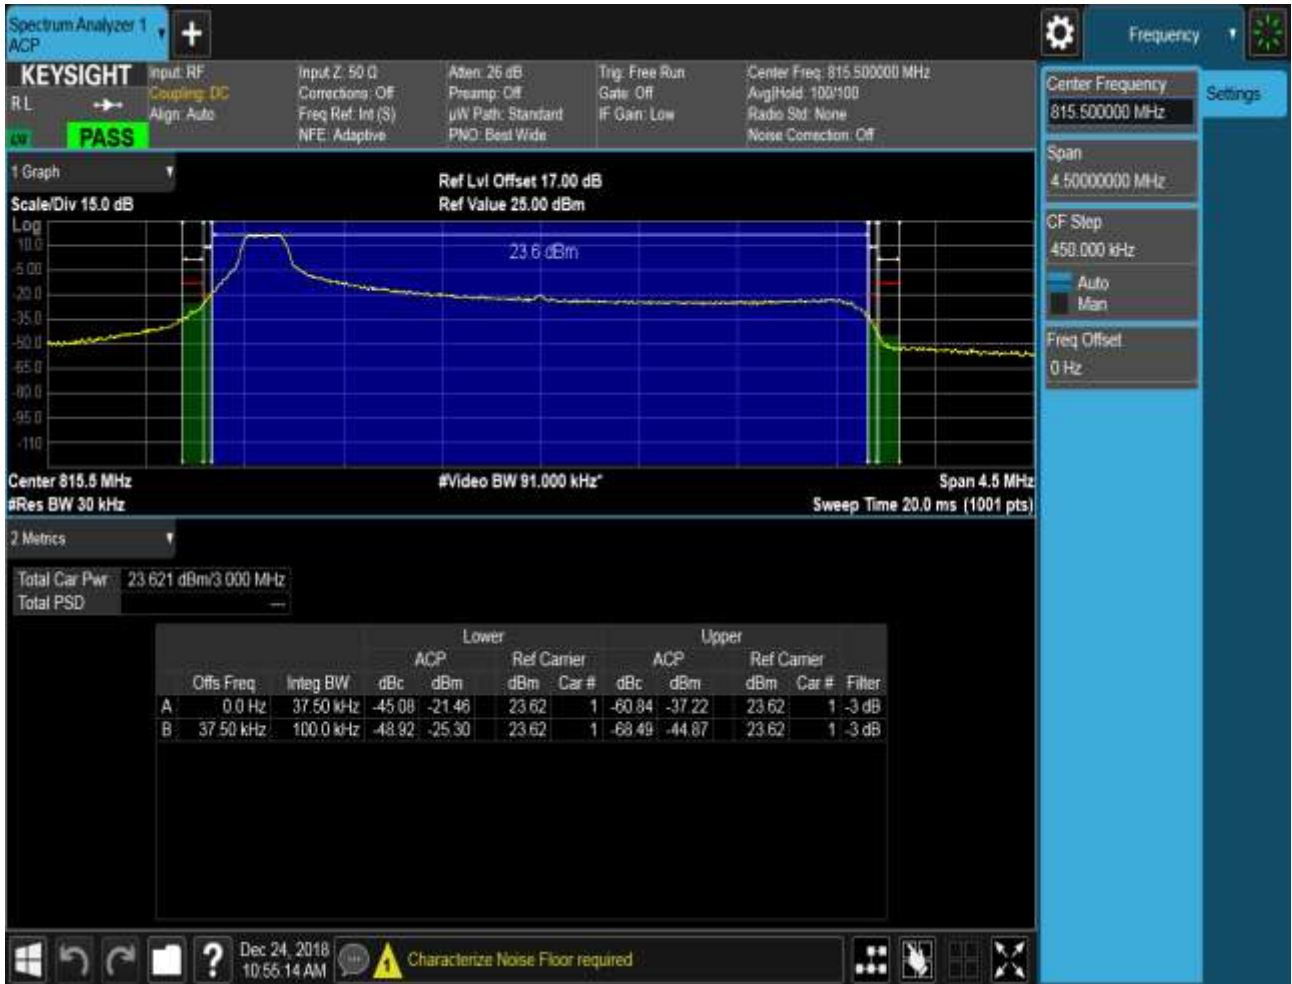 Spectrum Analyzer 1
ACP
Frequency
KEYSIGHT
RL
PASS
Input: RF
Coupling: DC
Align: Auto
Input Z: 50 Ω
Corrections: Off
Freq Ref: Int (S)
NFE: Adaptive
Atten: 26 dB
Preamp: Off
µW Path: Standard
PNO: Best Wide
Trig: Free Run
Gate: Off
IF Gain: Low
Center Freq: 815.500000 MHz
Avg|Hold: 100/100
Radio Std: None
Noise Correction: Off
Center Frequency
815.500000 MHz
Settings
Span
4.50000000 MHz
CF Step
450.000 kHz
Auto
Man
Freq Offset
0 Hz
1 Graph
Scale/Div 15.0 dB
Ref Lvl Offset 17.00 dB
Ref Value 25.00 dBm
Log
10.0
-5.00
-20.0
-35.0
-50.0
-65.0
-80.0
-95.0
-110
23.6 dBm
Center 815.5 MHz
#Video BW 91.000 kHz*
Span 4.5 MHz
#Res BW 30 kHz
Sweep Time 20.0 ms (1001 pts)
2 Metrics
Total Car Pwr 23.621 dBm/3.000 MHz
Total PSD ---
Lower Upper
ACP Ref Carrier ACP Ref Carrier
Offs Freq Integ BW dBc dBm dBm Car # dBc dBm dBm Car # Filter
A 0.0 Hz 37.50 kHz -45.08 -21.46 23.62 1 -60.84 -37.22 23.62 1 -3 dB
B 37.50 kHz 100.0 kHz -48.92 -25.30 23.62 1 -68.49 -44.87 23.62 1 -3 dB
?
Dec 24, 2018
10:55:14 AM
1
Characterize Noise Floor required